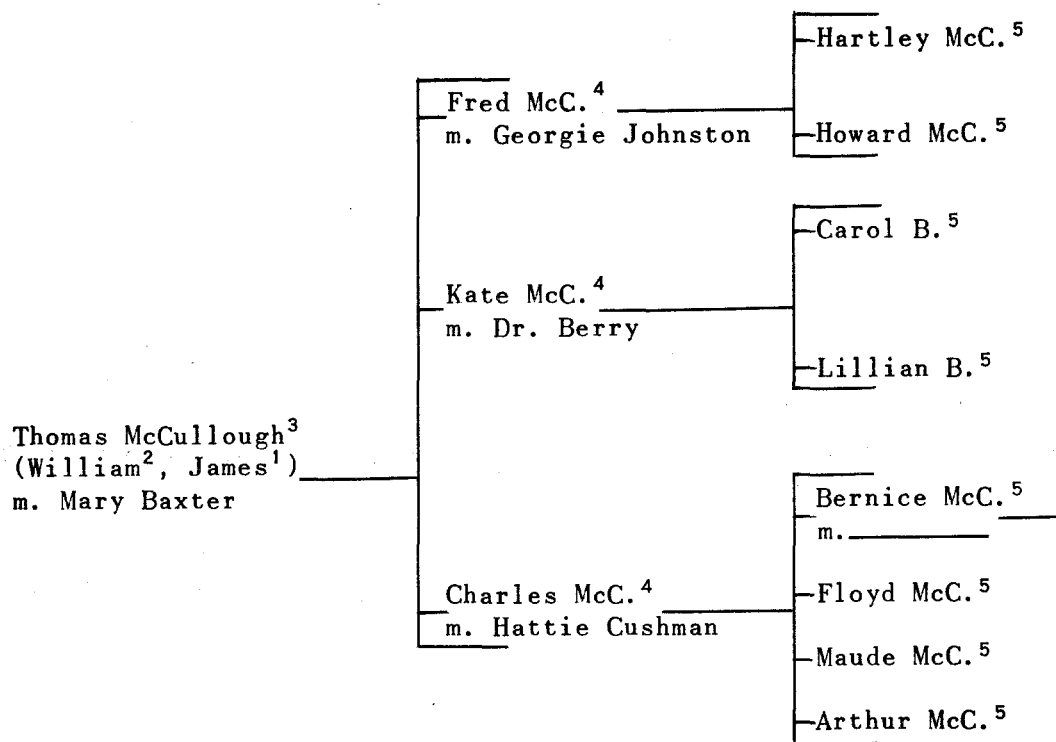 Thomas McCullough³
(William², James¹)
m. Mary Baxter
Fred McC.⁴
m. Georgie Johnston
Hartley McC.⁵
Howard McC.⁵
Kate McC.⁴
m. Dr. Berry
Carol B.⁵
Lillian B.⁵
Charles McC.⁴
m. Hattie Cushman
Bernice McC.⁵
m.
Floyd McC.⁵
Maude McC.⁵
Arthur McC.⁵